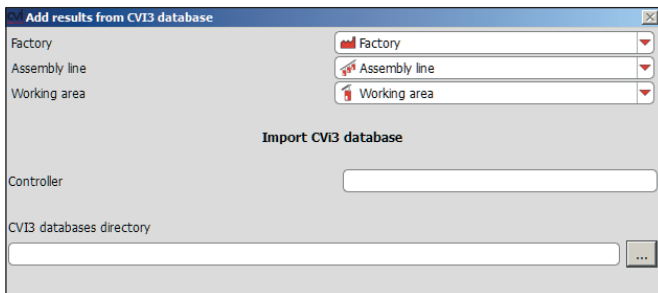 cvi Add results from CVI3 database
Factory Factory
Assembly line Assembly line
Working area Working area
Import CVi3 database
Controller
CVI3 databases directory
...